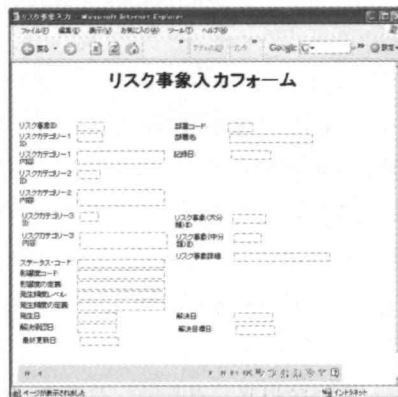 リスク事象入力 - Microsoft Internet Explorer
ファイル(F) 編集(E) 表示(V) お気に入り(A) ツール(T) ヘルプ(H)
戻る Google 設定
リスク事象入力フォーム
リスク事象ID 部署コード
リスクカテゴリー1 ID 部署名
リスクカテゴリー1 内容 記録日
リスクカテゴリー2 ID
リスクカテゴリー2 内容
リスクカテゴリー3 ID リスク事象(大分類)ID
リスクカテゴリー3 内容 リスク事象(中分類)ID
リスク事象詳細
ステータス・コード
影響度コード
影響度の定義
発生頻度レベル
発生頻度の定義
発生日 解決日
解決期限日 解決目標日
最終更新日
ページが表示されました イントラネット